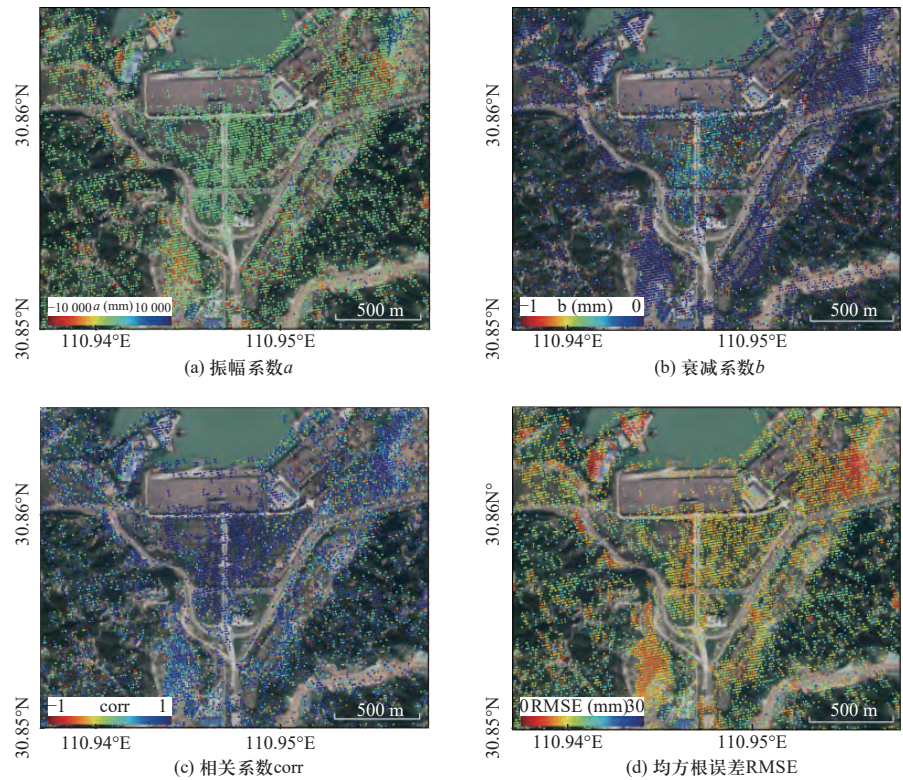 30.86°N
30.85°N
−10 000 a (mm) 10 000
500 m
110.94°E
110.95°E
(a) 振幅系数a
30.86°N
30.85°N
−1 b (mm) 0
500 m
110.94°E
110.95°E
(b) 衰减系数b
30.86°N
30.85°N
−1 corr 1
500 m
110.94°E
110.95°E
(c) 相关系数corr
30.86°N°
30.85°N
0RMSE (mm)30
500 m
110.94°E
110.95°E
(d) 均方根误差RMSE